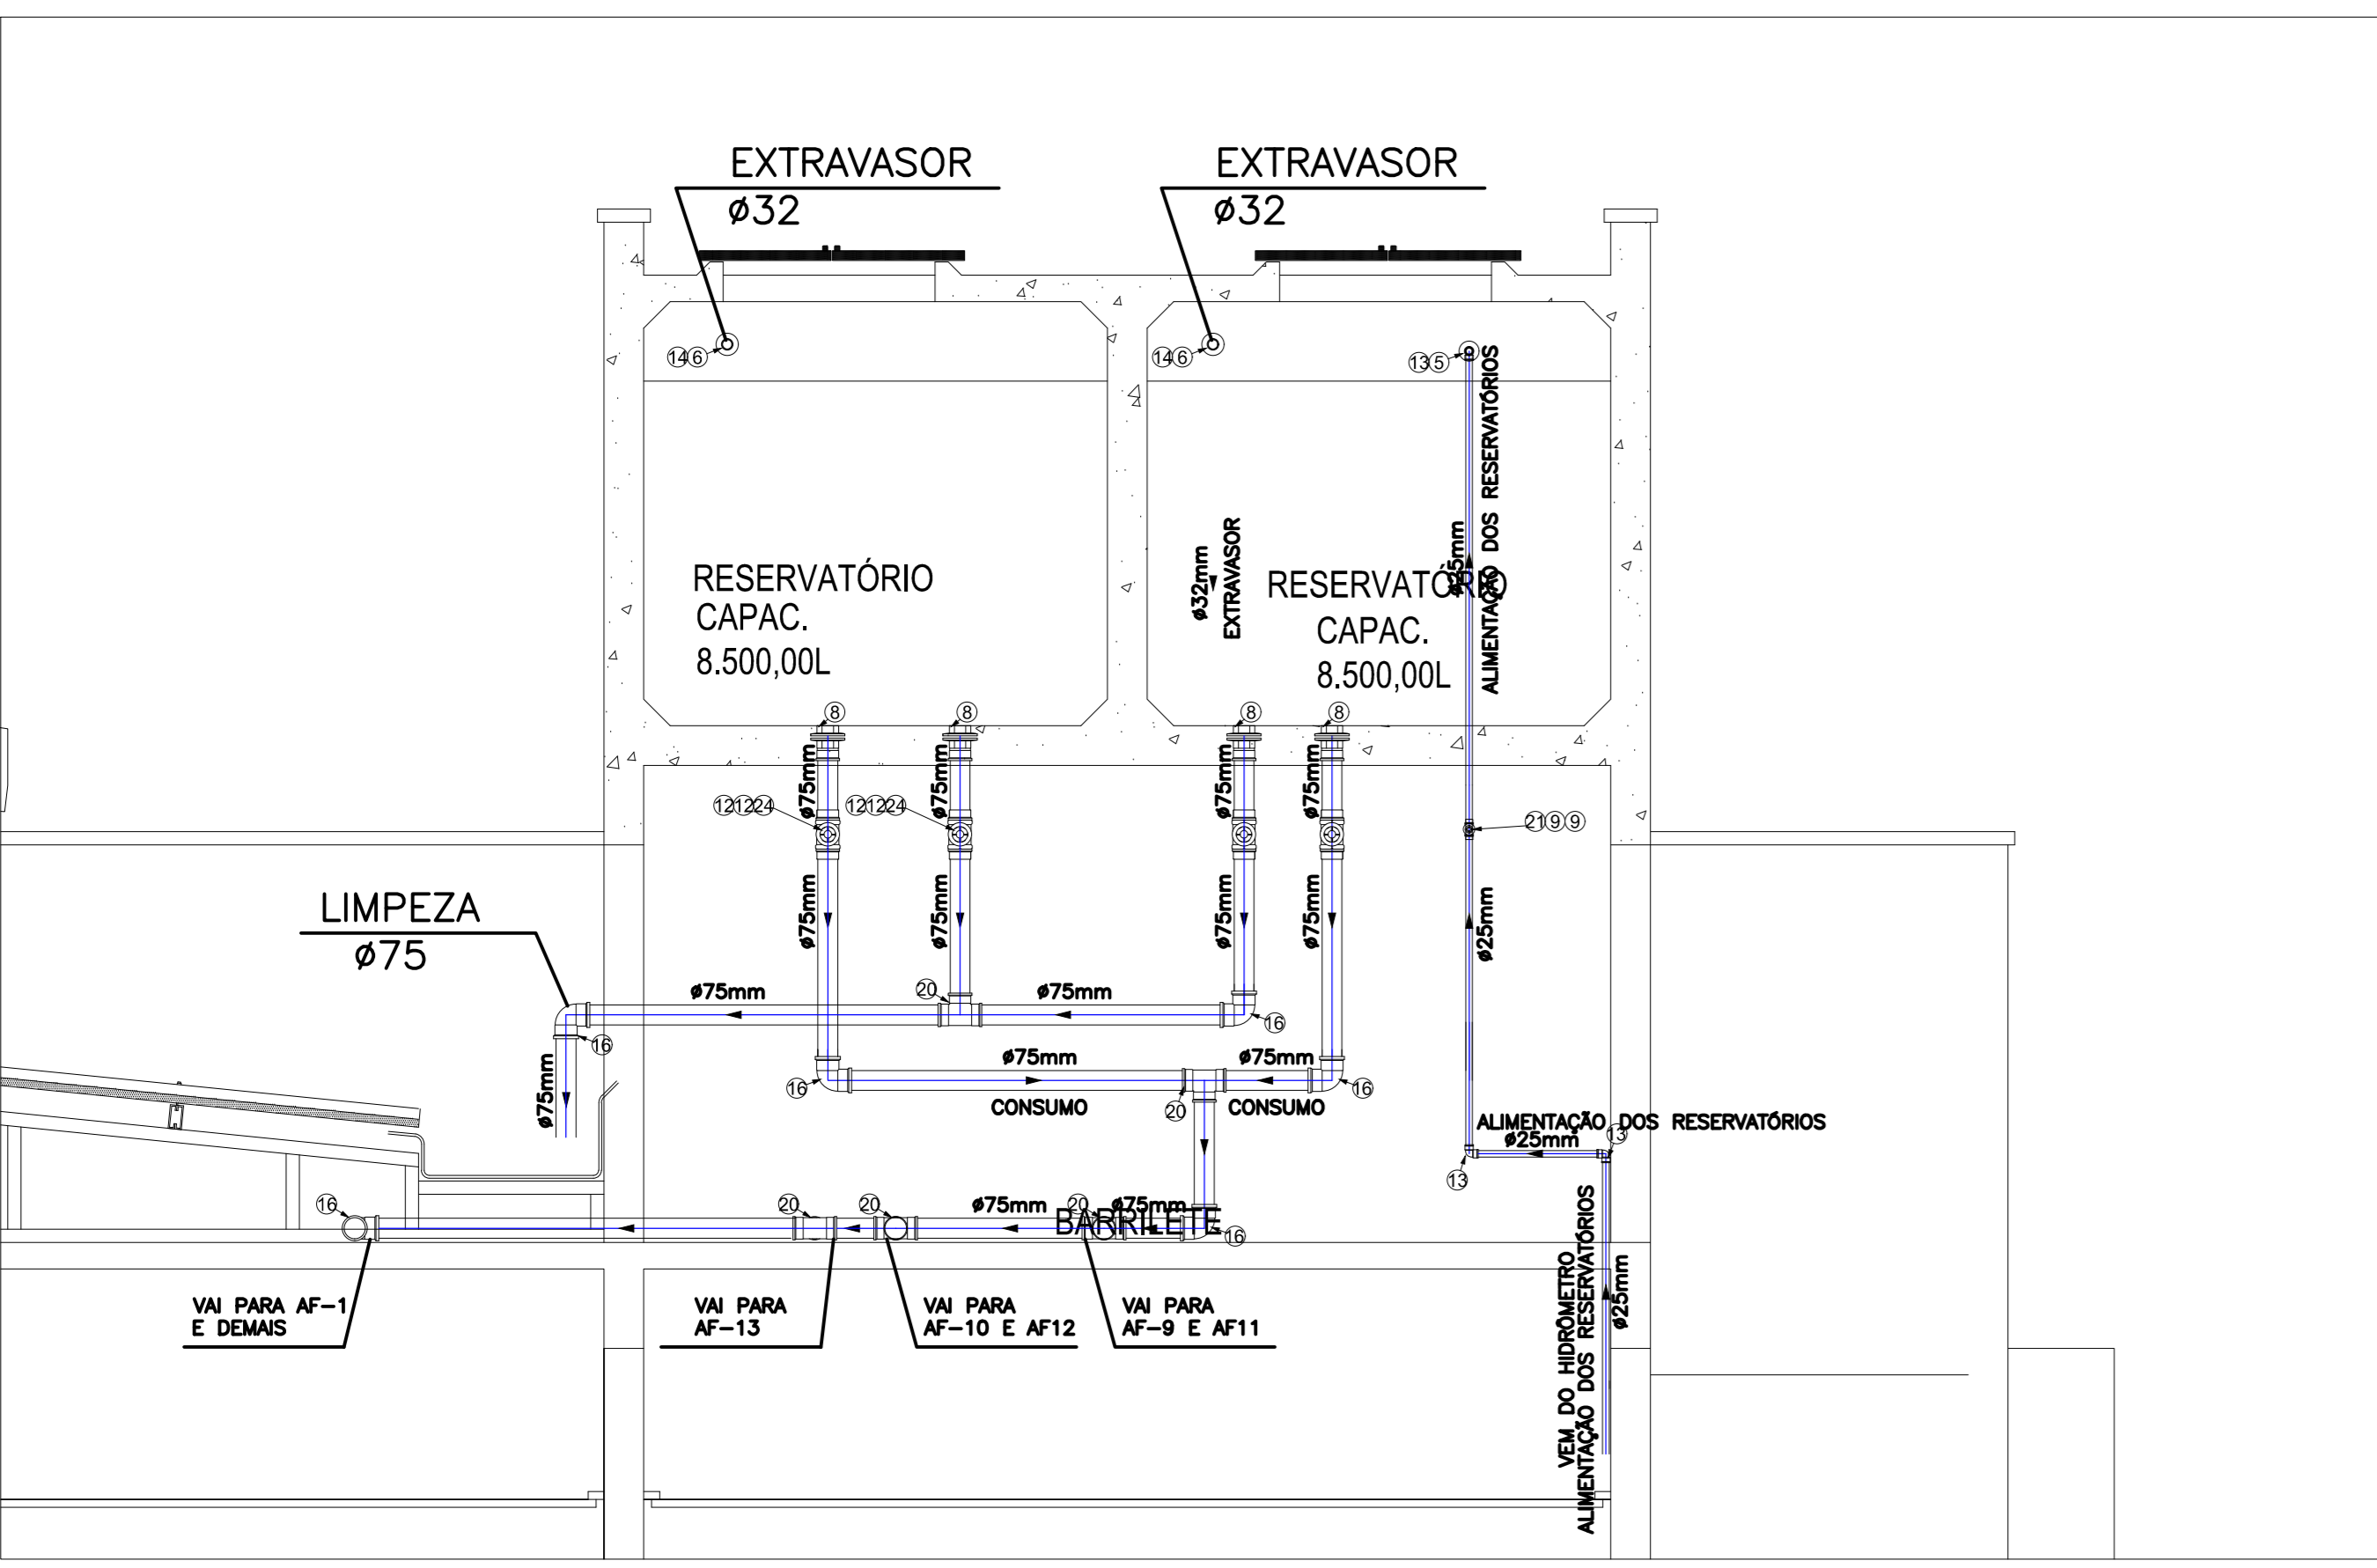 EXTRAVASOR
ø32
EXTRAVASOR
ø32
14 6
14 6
13 5
ALIMENTAÇÃO DOS RESERVATÓRIOS
ø25mm
ø32mm
EXTRAVASOR
RESERVATÓRIO
CAPAC.
8.500,00L
RESERVATÓRIO
CAPAC.
8.500,00L
8
8
8
8
ø75mm
ø75mm
ø75mm
ø75mm
12 12 24
12 12 24
21 9 9
ø75mm
ø75mm
ø75mm
ø75mm
ø25mm
LIMPEZA
ø75
ø75mm
20
ø75mm
16
16
ø75mm
ø75mm
ø75mm
16
20
16
CONSUMO
CONSUMO
ALIMENTAÇÃO DOS RESERVATÓRIOS
ø25mm
13
13
16
20
20
ø75mm
20
ø75mm
BARRILETE
16
VAI PARA AF-1
E DEMAIS
VAI PARA
AF-13
VAI PARA
AF-10 E AF12
VAI PARA
AF-9 E AF11
VEM DO HIDRÔMETRO
ALIMENTAÇÃO DOS RESERVATÓRIOS
ø25mm